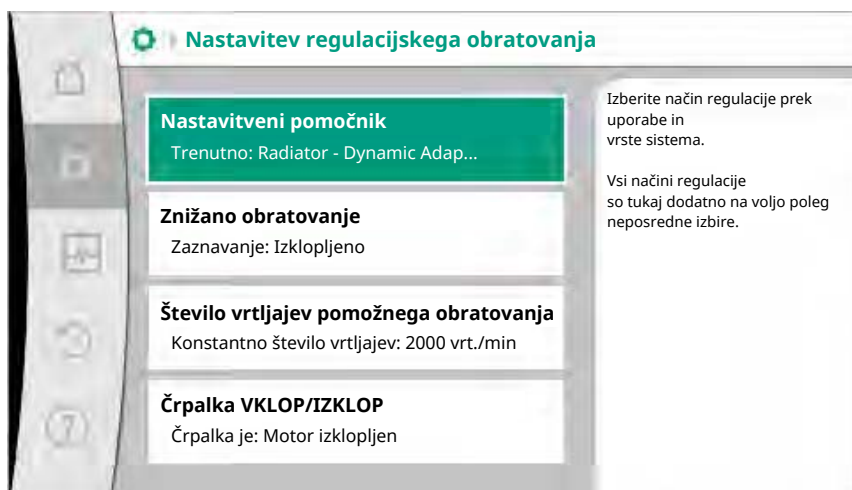 Nastavitev regulacijskega obratovanja
Nastavitveni pomočnik
Trenutno: Radiator - Dynamic Adap...
Znižano obratovanje
Zaznavanje: Izklopljeno
Število vrtljajev pomožnega obratovanja
Konstantno število vrtljajev: 2000 vrt./min
Črpalka VKLOP/IZKLOP
Črpalka je: Motor izklopljen
Izberite način regulacije prek
uporabe in
vrste sistema.
Vsi načini regulacije
so tukaj dodatno na voljo poleg
neposredne izbire.